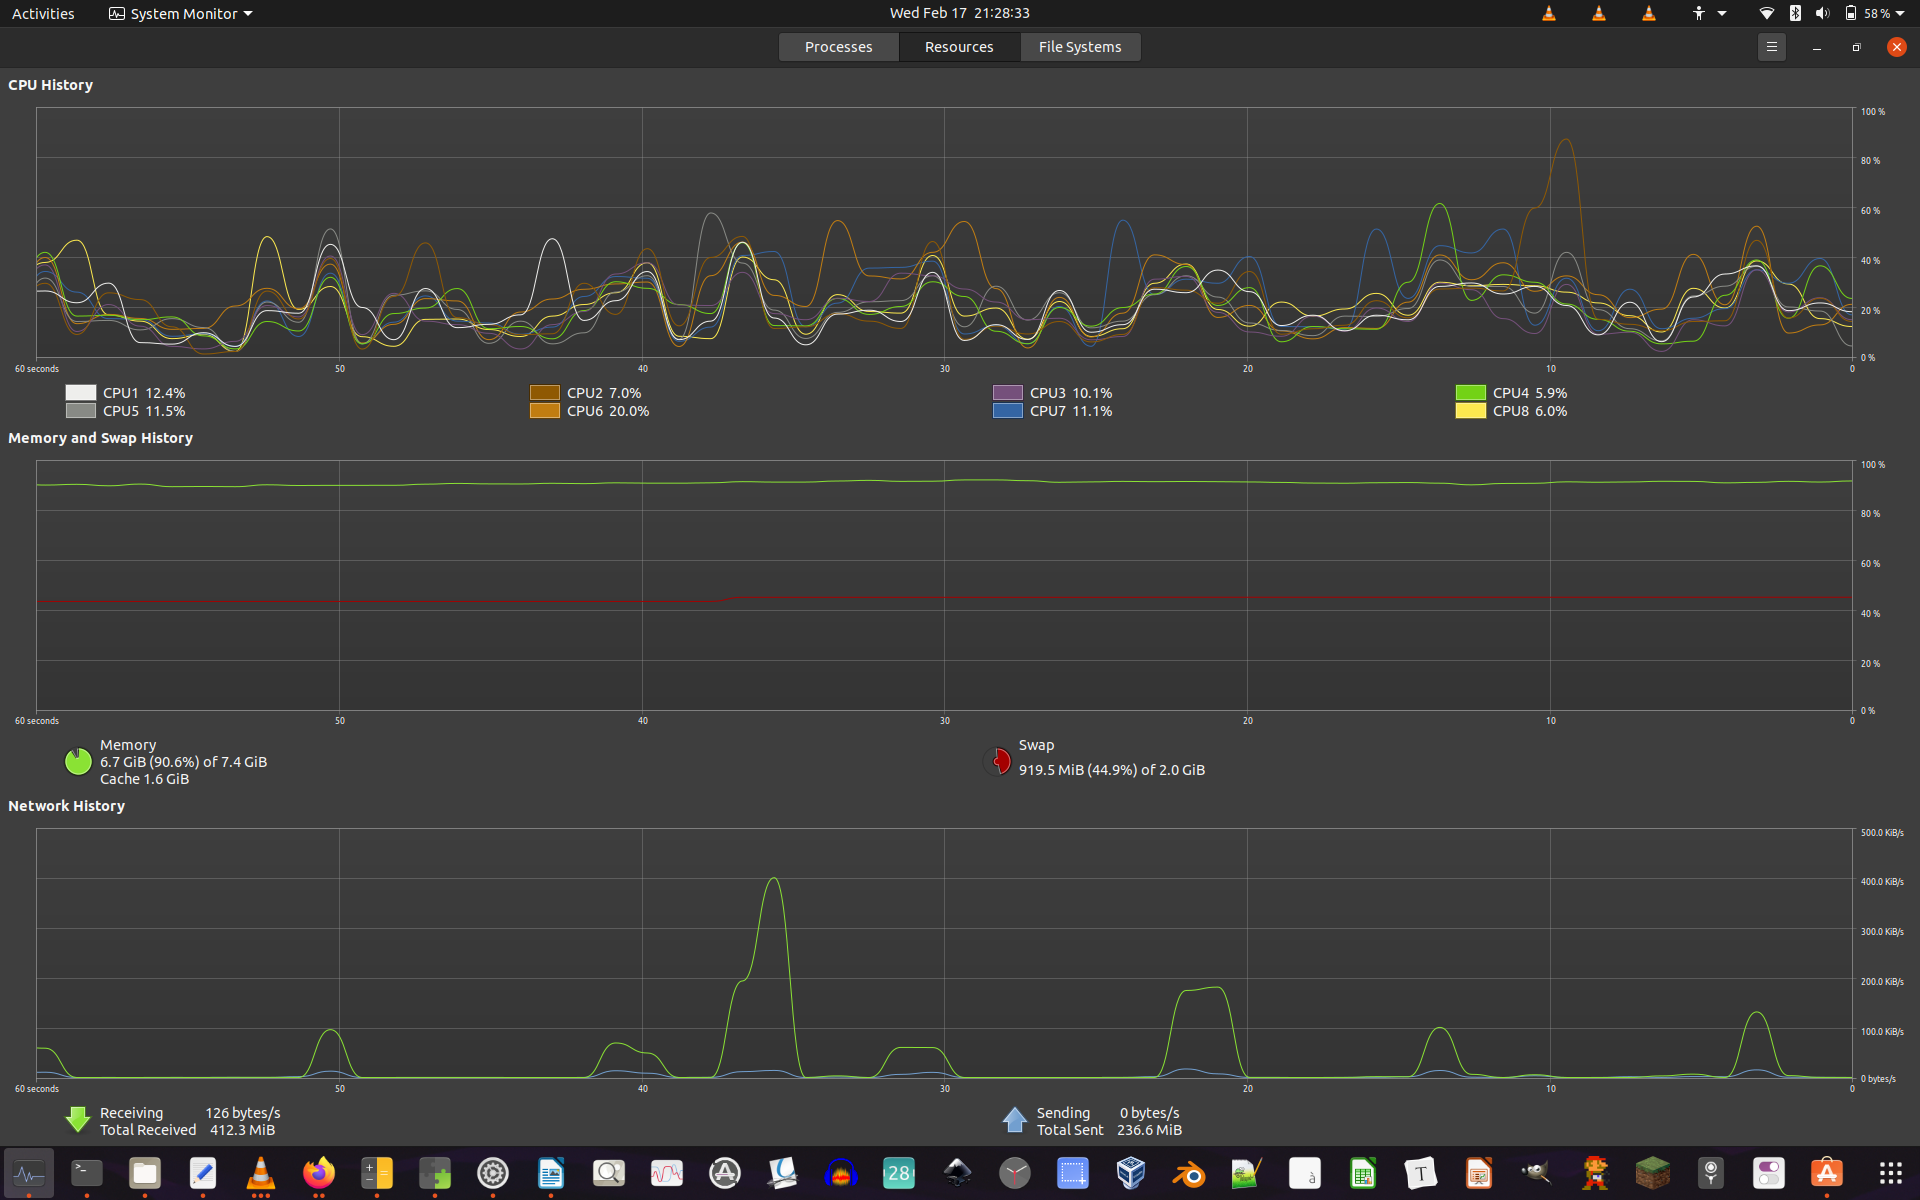 Activities System Monitor Wed Feb 17 21:28:33 58 %
Processes Resources File Systems
CPU History
100 %
80 %
60 %
40 %
20 %
0 %
60 seconds 50 40 30 20 10 0
CPU1 12.4% CPU2 7.0% CPU3 10.1% CPU4 5.9%
CPU5 11.5% CPU6 20.0% CPU7 11.1% CPU8 6.0%
Memory and Swap History
100 %
80 %
60 %
40 %
20 %
0 %
60 seconds 50 40 30 20 10 0
Memory
6.7 GiB (90.6%) of 7.4 GiB
Cache 1.6 GiB
Swap
919.5 MiB (44.9%) of 2.0 GiB
Network History
500.0 KiB/s
400.0 KiB/s
300.0 KiB/s
200.0 KiB/s
100.0 KiB/s
0 bytes/s
60 seconds 50 40 30 20 10 0
Receiving 126 bytes/s
Total Received 412.3 MiB
Sending 0 bytes/s
Total Sent 236.6 MiB
28 à T